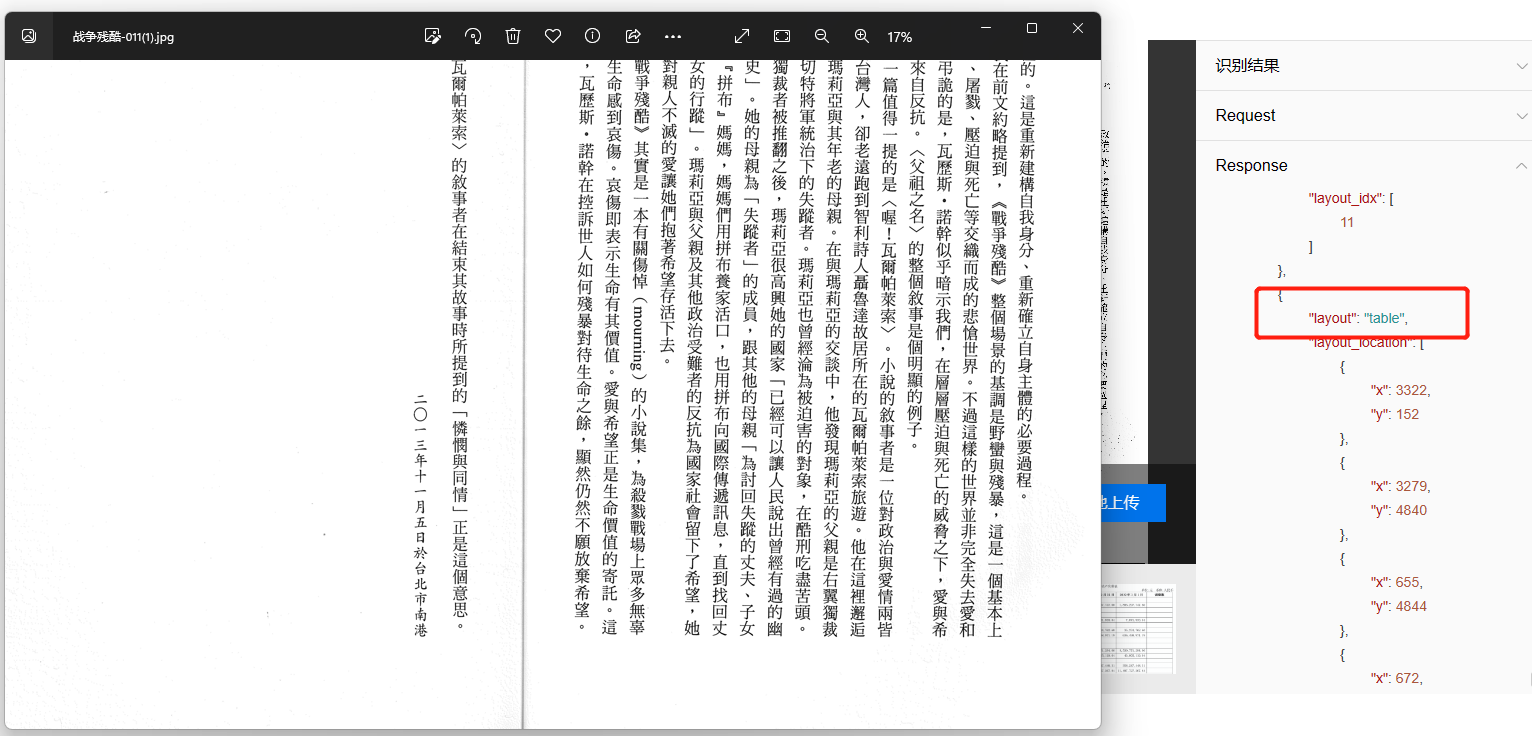 战争残酷-011(1).jpg
17%
的。這是重新建構自我身分、重新確立自身主體的必要過程。
在前文約略提到，《戰爭殘酷》整個場景的基調是野蠻與殘暴，這是一個基本上
、屠戮、壓迫與死亡等交織而成的悲愴世界。不過這樣的世界並非完全失去愛和
弔詭的是，瓦歷斯・諾幹似乎暗示我們，在層層壓迫與死亡的威脅之下，愛與希
來自反抗。〈父祖之名〉的整個敘事是個明顯的例子。
一篇值得一提的是〈喔！瓦爾帕萊索〉。小說的敘事者是一位對政治與愛情兩皆
台灣人，卻老遠跑到智利詩人聶魯達故居所在的瓦爾帕萊索旅遊。他在這裡邂逅
瑪莉亞與其年老的母親。在與瑪莉亞的交談中，他發現瑪莉亞的父親是右翼獨裁
切特將軍統治下的失蹤者。瑪莉亞也曾經淪為被迫害的對象，在酷刑吃盡苦頭。
獨裁者被推翻之後，瑪莉亞很高興她的國家「已經可以讓人民說出曾經有過的幽
史」。她的母親為「失蹤者」的成員，跟其他的母親「為討回失蹤的丈夫、子女
『拼布』媽媽，媽媽們用拼布養家活口，也用拼布向國際傳遞訊息，直到找回丈
女的行蹤」。瑪莉亞與父親及其他政治受難者的反抗為國家社會留下了希望，她
對親人不滅的愛讓她們抱著希望存活下去。
戰爭殘酷》其實是一本有關傷悼（mourning）的小說集，為殺戮戰場上眾多無辜
生命感到哀傷。哀傷即表示生命有其價值。愛與希望正是生命價值的寄託。這
，瓦歷斯・諾幹在控訴世人如何殘暴對待生命之餘，顯然仍然不願放棄希望。
瓦爾帕萊索〉的敘事者在結束其故事時所提到的「憐憫與同情」正是這個意思。
二〇一三年十一月五日於台北市南港
上传
识别结果
Request
Response
"layout_idx": [
11
]
},
{
"layout": "table",
"layout_location": [
{
"x": 3322,
"y": 152
},
{
"x": 3279,
"y": 4840
},
{
"x": 655,
"y": 4844
},
{
"x": 672,